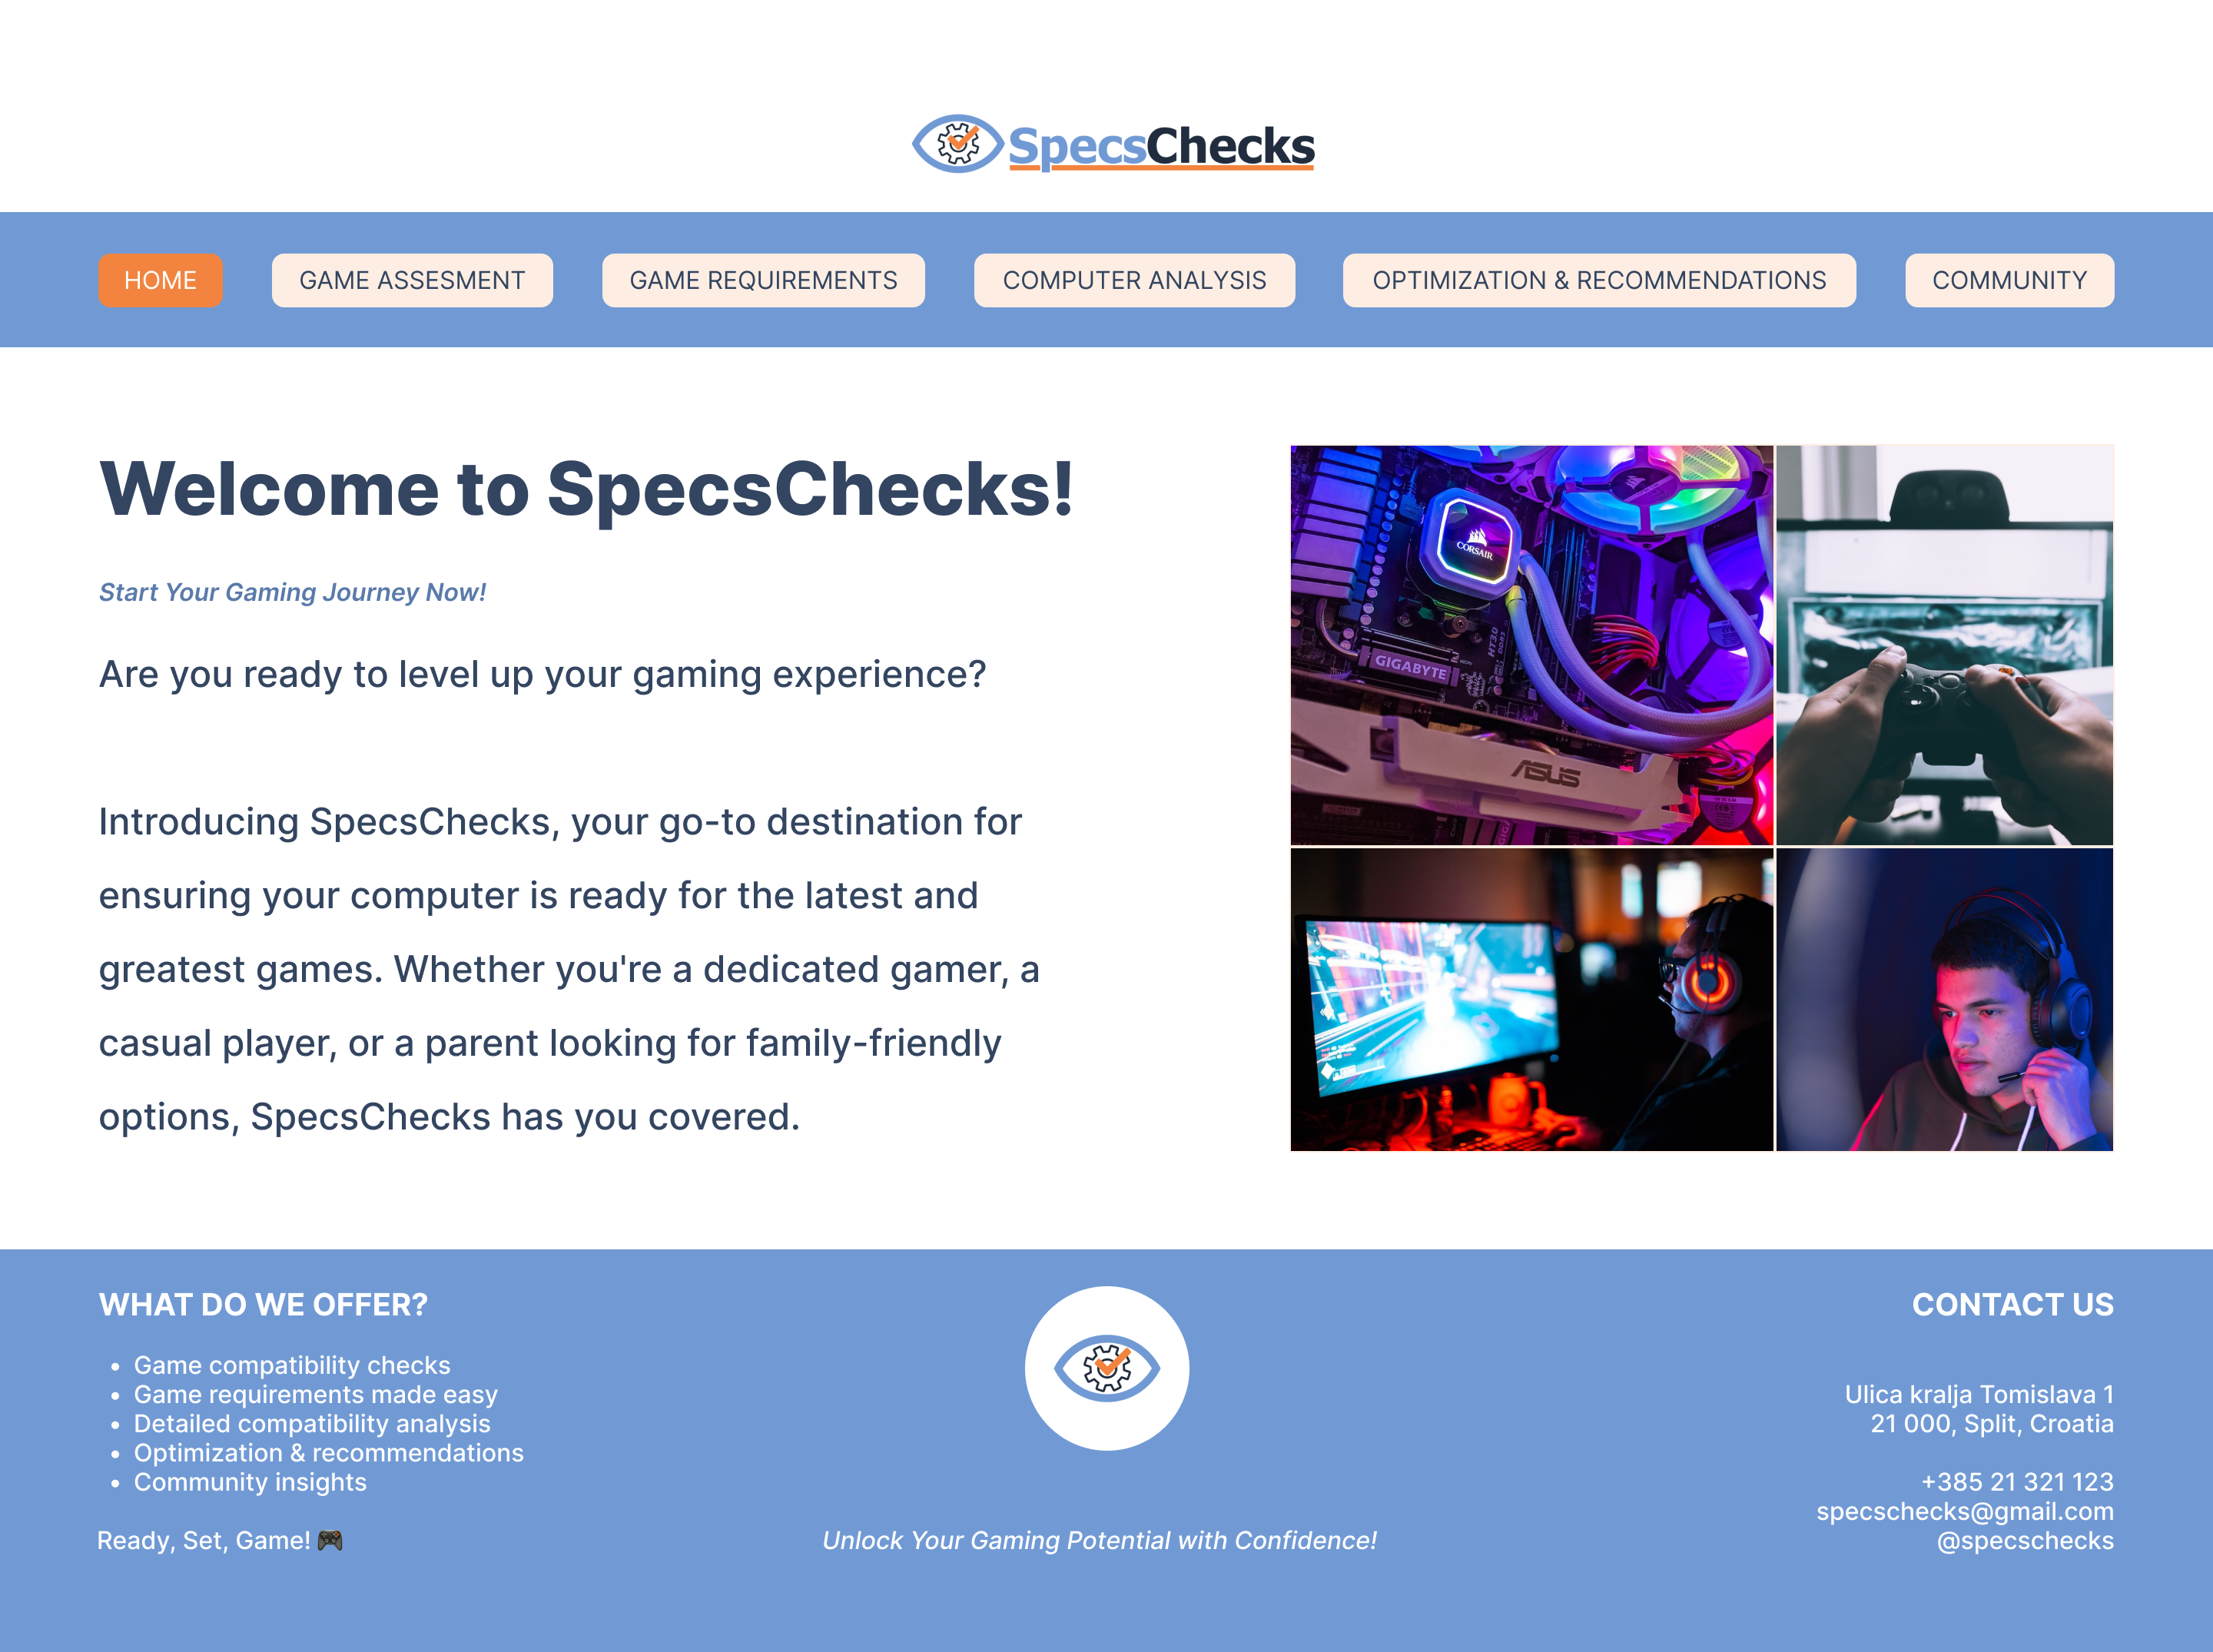 SpecsChecks
HOME
GAME ASSESMENT
GAME REQUIREMENTS
COMPUTER ANALYSIS
OPTIMIZATION & RECOMMENDATIONS
COMMUNITY
Welcome to SpecsChecks!
Start Your Gaming Journey Now!
Are you ready to level up your gaming experience?
Introducing SpecsChecks, your go-to destination for
ensuring your computer is ready for the latest and
greatest games. Whether you're a dedicated gamer, a
casual player, or a parent looking for family-friendly
options, SpecsChecks has you covered.
CORSAIR
GIGABYTE
HT3.0
ASUS
WHAT DO WE OFFER?
• Game compatibility checks
• Game requirements made easy
• Detailed compatibility analysis
• Optimization & recommendations
• Community insights
Ready, Set, Game! 🎮
Unlock Your Gaming Potential with Confidence!
CONTACT US
Ulica kralja Tomislava 1
21 000, Split, Croatia
+385 21 321 123
specschecks@gmail.com
@specschecks